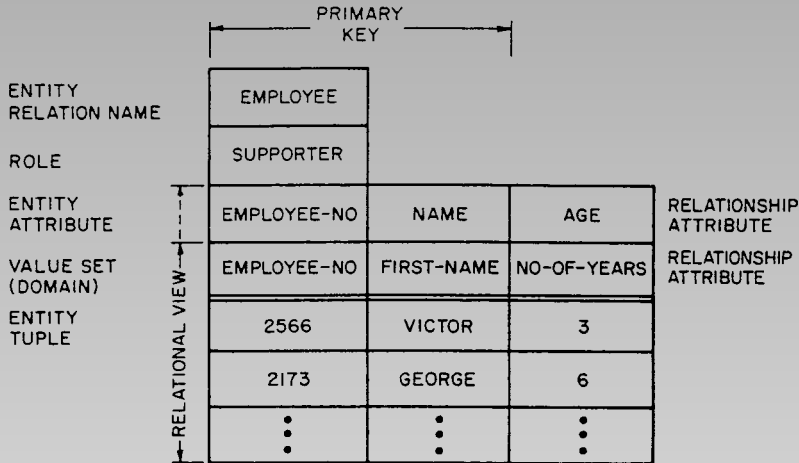 PRIMARY
KEY
ENTITY
RELATION NAME
EMPLOYEE
ROLE
SUPPORTER
ENTITY
ATTRIBUTE
EMPLOYEE-NO
NAME
AGE
RELATIONSHIP
ATTRIBUTE
VALUE SET
(DOMAIN)
EMPLOYEE-NO
FIRST-NAME
NO-OF-YEARS
RELATIONSHIP
ATTRIBUTE
ENTITY
TUPLE
2566
VICTOR
3
2173
GEORGE
6
RELATIONAL VIEW